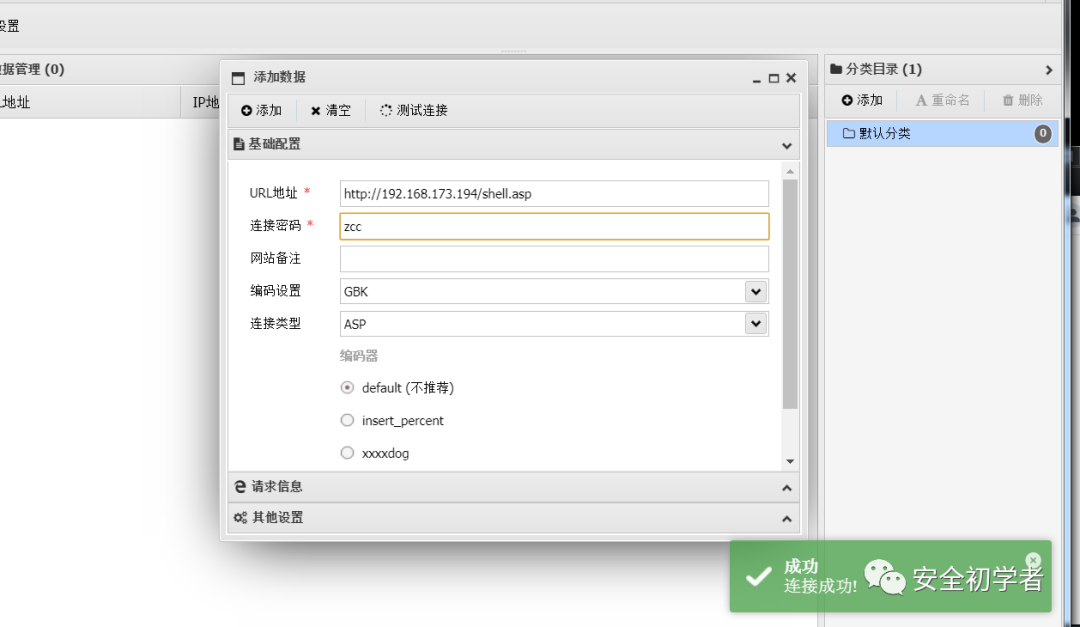 设置
据管理 (0)
地址
IP地
添加数据
添加
清空
测试连接
基础配置
URL地址 *
http://192.168.173.194/shell.asp
连接密码 *
zcc
网站备注
编码设置
GBK
连接类型
ASP
编码器
default (不推荐)
insert_percent
xxxxdog
请求信息
其他设置
分类目录 (1)
添加
重命名
删除
默认分类
0
成功
连接成功!
安全初学者